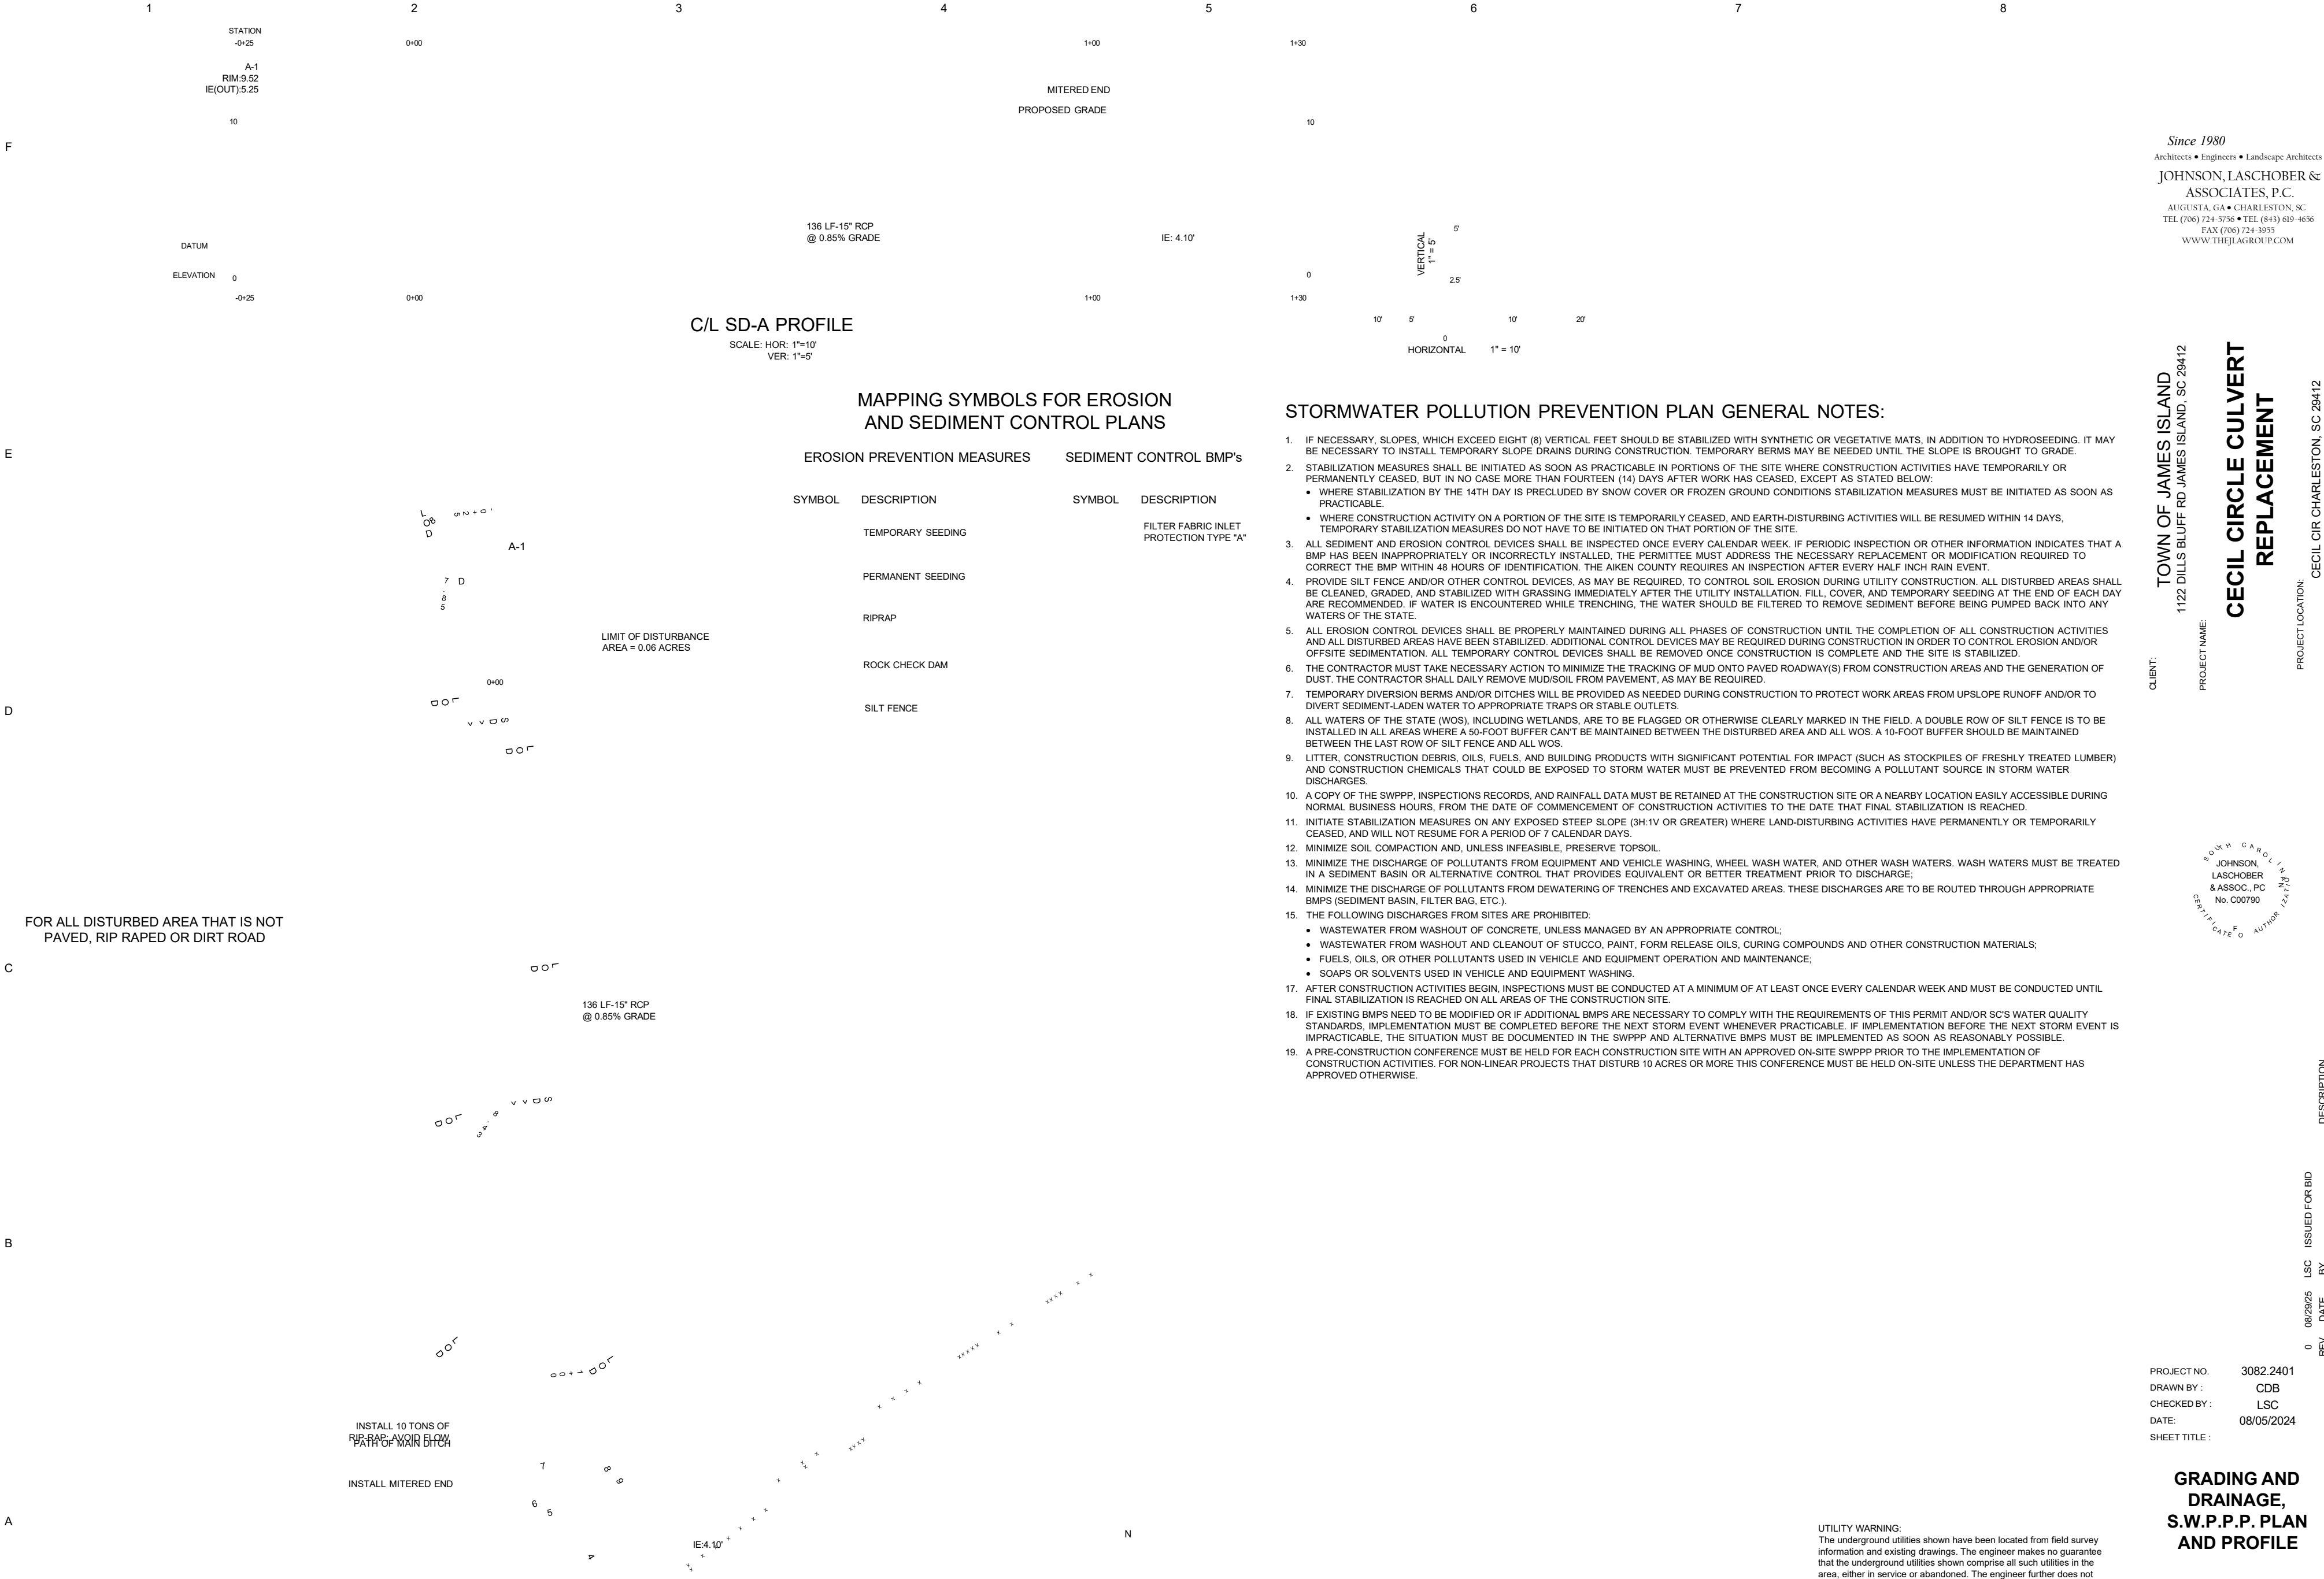 1 2 3 4 5 6 7 8
STATION
-0+25 0+00 1+00 1+30
A-1
RIM:9.52
IE(OUT):5.25
MITERED END
PROPOSED GRADE
10 10
F
136 LF-15" RCP
@ 0.85% GRADE
IE: 4.10'
DATUM
ELEVATION 0 0
-0+25 0+00 1+00 1+30
VERTICAL
1" = 5'
5'
2.5'
10' 5' 10' 20'
0
HORIZONTAL 1" = 10'
C/L SD-A PROFILE
SCALE: HOR: 1"=10'
VER: 1"=5'
MAPPING SYMBOLS FOR EROSION
AND SEDIMENT CONTROL PLANS
EROSION PREVENTION MEASURES SEDIMENT CONTROL BMP's
SYMBOL DESCRIPTION SYMBOL DESCRIPTION
TEMPORARY SEEDING
FILTER FABRIC INLET
PROTECTION TYPE "A"
PERMANENT SEEDING
RIPRAP
ROCK CHECK DAM
SILT FENCE
E
LOD
8
-0+25
A-1
7
D
7.85
LIMIT OF DISTURBANCE
AREA = 0.06 ACRES
0+00
D
LOD
SD>>
LOD
FOR ALL DISTURBED AREA THAT IS NOT
PAVED, RIP RAPED OR DIRT ROAD
C
LOD
136 LF-15" RCP
@ 0.85% GRADE
SD>>
LOD
8.43
B
LOD
LOD
1+00
INSTALL 10 TONS OF
RIP-RAP; AVOID FLOW
PATH OF MAIN DITCH
INSTALL MITERED END
7
8
9
6
5
4
A
IE:4.10'
N
STORMWATER POLLUTION PREVENTION PLAN GENERAL NOTES:
1. IF NECESSARY, SLOPES, WHICH EXCEED EIGHT (8) VERTICAL FEET SHOULD BE STABILIZED WITH SYNTHETIC OR VEGETATIVE MATS, IN ADDITION TO HYDROSEEDING. IT MAY
BE NECESSARY TO INSTALL TEMPORARY SLOPE DRAINS DURING CONSTRUCTION. TEMPORARY BERMS MAY BE NEEDED UNTIL THE SLOPE IS BROUGHT TO GRADE.
2. STABILIZATION MEASURES SHALL BE INITIATED AS SOON AS PRACTICABLE IN PORTIONS OF THE SITE WHERE CONSTRUCTION ACTIVITIES HAVE TEMPORARILY OR
PERMANENTLY CEASED, BUT IN NO CASE MORE THAN FOURTEEN (14) DAYS AFTER WORK HAS CEASED, EXCEPT AS STATED BELOW:
• WHERE STABILIZATION BY THE 14TH DAY IS PRECLUDED BY SNOW COVER OR FROZEN GROUND CONDITIONS STABILIZATION MEASURES MUST BE INITIATED AS SOON AS
PRACTICABLE.
• WHERE CONSTRUCTION ACTIVITY ON A PORTION OF THE SITE IS TEMPORARILY CEASED, AND EARTH-DISTURBING ACTIVITIES WILL BE RESUMED WITHIN 14 DAYS,
TEMPORARY STABILIZATION MEASURES DO NOT HAVE TO BE INITIATED ON THAT PORTION OF THE SITE.
3. ALL SEDIMENT AND EROSION CONTROL DEVICES SHALL BE INSPECTED ONCE EVERY CALENDAR WEEK. IF PERIODIC INSPECTION OR OTHER INFORMATION INDICATES THAT A
BMP HAS BEEN INAPPROPRIATELY OR INCORRECTLY INSTALLED, THE PERMITTEE MUST ADDRESS THE NECESSARY REPLACEMENT OR MODIFICATION REQUIRED TO
CORRECT THE BMP WITHIN 48 HOURS OF IDENTIFICATION. THE AIKEN COUNTY REQUIRES AN INSPECTION AFTER EVERY HALF INCH RAIN EVENT.
4. PROVIDE SILT FENCE AND/OR OTHER CONTROL DEVICES, AS MAY BE REQUIRED, TO CONTROL SOIL EROSION DURING UTILITY CONSTRUCTION. ALL DISTURBED AREAS SHALL
BE CLEANED, GRADED, AND STABILIZED WITH GRASSING IMMEDIATELY AFTER THE UTILITY INSTALLATION. FILL, COVER, AND TEMPORARY SEEDING AT THE END OF EACH DAY
ARE RECOMMENDED. IF WATER IS ENCOUNTERED WHILE TRENCHING, THE WATER SHOULD BE FILTERED TO REMOVE SEDIMENT BEFORE BEING PUMPED BACK INTO ANY
WATERS OF THE STATE.
5. ALL EROSION CONTROL DEVICES SHALL BE PROPERLY MAINTAINED DURING ALL PHASES OF CONSTRUCTION UNTIL THE COMPLETION OF ALL CONSTRUCTION ACTIVITIES
AND ALL DISTURBED AREAS HAVE BEEN STABILIZED. ADDITIONAL CONTROL DEVICES MAY BE REQUIRED DURING CONSTRUCTION IN ORDER TO CONTROL EROSION AND/OR
OFFSITE SEDIMENTATION. ALL TEMPORARY CONTROL DEVICES SHALL BE REMOVED ONCE CONSTRUCTION IS COMPLETE AND THE SITE IS STABILIZED.
6. THE CONTRACTOR MUST TAKE NECESSARY ACTION TO MINIMIZE THE TRACKING OF MUD ONTO PAVED ROADWAY(S) FROM CONSTRUCTION AREAS AND THE GENERATION OF
DUST. THE CONTRACTOR SHALL DAILY REMOVE MUD/SOIL FROM PAVEMENT, AS MAY BE REQUIRED.
7. TEMPORARY DIVERSION BERMS AND/OR DITCHES WILL BE PROVIDED AS NEEDED DURING CONSTRUCTION TO PROTECT WORK AREAS FROM UPSLOPE RUNOFF AND/OR TO
DIVERT SEDIMENT-LADEN WATER TO APPROPRIATE TRAPS OR STABLE OUTLETS.
8. ALL WATERS OF THE STATE (WOS), INCLUDING WETLANDS, ARE TO BE FLAGGED OR OTHERWISE CLEARLY MARKED IN THE FIELD. A DOUBLE ROW OF SILT FENCE IS TO BE
INSTALLED IN ALL AREAS WHERE A 50-FOOT BUFFER CAN'T BE MAINTAINED BETWEEN THE DISTURBED AREA AND ALL WOS. A 10-FOOT BUFFER SHOULD BE MAINTAINED
BETWEEN THE LAST ROW OF SILT FENCE AND ALL WOS.
9. LITTER, CONSTRUCTION DEBRIS, OILS, FUELS, AND BUILDING PRODUCTS WITH SIGNIFICANT POTENTIAL FOR IMPACT (SUCH AS STOCKPILES OF FRESHLY TREATED LUMBER)
AND CONSTRUCTION CHEMICALS THAT COULD BE EXPOSED TO STORM WATER MUST BE PREVENTED FROM BECOMING A POLLUTANT SOURCE IN STORM WATER
DISCHARGES.
10. A COPY OF THE SWPPP, INSPECTIONS RECORDS, AND RAINFALL DATA MUST BE RETAINED AT THE CONSTRUCTION SITE OR A NEARBY LOCATION EASILY ACCESSIBLE DURING
NORMAL BUSINESS HOURS, FROM THE DATE OF COMMENCEMENT OF CONSTRUCTION ACTIVITIES TO THE DATE THAT FINAL STABILIZATION IS REACHED.
11. INITIATE STABILIZATION MEASURES ON ANY EXPOSED STEEP SLOPE (3H:1V OR GREATER) WHERE LAND-DISTURBING ACTIVITIES HAVE PERMANENTLY OR TEMPORARILY
CEASED, AND WILL NOT RESUME FOR A PERIOD OF 7 CALENDAR DAYS.
12. MINIMIZE SOIL COMPACTION AND, UNLESS INFEASIBLE, PRESERVE TOPSOIL.
13. MINIMIZE THE DISCHARGE OF POLLUTANTS FROM EQUIPMENT AND VEHICLE WASHING, WHEEL WASH WATER, AND OTHER WASH WATERS. WASH WATERS MUST BE TREATED
IN A SEDIMENT BASIN OR ALTERNATIVE CONTROL THAT PROVIDES EQUIVALENT OR BETTER TREATMENT PRIOR TO DISCHARGE;
14. MINIMIZE THE DISCHARGE OF POLLUTANTS FROM DEWATERING OF TRENCHES AND EXCAVATED AREAS. THESE DISCHARGES ARE TO BE ROUTED THROUGH APPROPRIATE
BMPS (SEDIMENT BASIN, FILTER BAG, ETC.).
15. THE FOLLOWING DISCHARGES FROM SITES ARE PROHIBITED:
• WASTEWATER FROM WASHOUT OF CONCRETE, UNLESS MANAGED BY AN APPROPRIATE CONTROL;
• WASTEWATER FROM WASHOUT AND CLEANOUT OF STUCCO, PAINT, FORM RELEASE OILS, CURING COMPOUNDS AND OTHER CONSTRUCTION MATERIALS;
• FUELS, OILS, OR OTHER POLLUTANTS USED IN VEHICLE AND EQUIPMENT OPERATION AND MAINTENANCE;
• SOAPS OR SOLVENTS USED IN VEHICLE AND EQUIPMENT WASHING.
17. AFTER CONSTRUCTION ACTIVITIES BEGIN, INSPECTIONS MUST BE CONDUCTED AT A MINIMUM OF AT LEAST ONCE EVERY CALENDAR WEEK AND MUST BE CONDUCTED UNTIL
FINAL STABILIZATION IS REACHED ON ALL AREAS OF THE CONSTRUCTION SITE.
18. IF EXISTING BMPS NEED TO BE MODIFIED OR IF ADDITIONAL BMPS ARE NECESSARY TO COMPLY WITH THE REQUIREMENTS OF THIS PERMIT AND/OR SC'S WATER QUALITY
STANDARDS, IMPLEMENTATION MUST BE COMPLETED BEFORE THE NEXT STORM EVENT WHENEVER PRACTICABLE. IF IMPLEMENTATION BEFORE THE NEXT STORM EVENT IS
IMPRACTICABLE, THE SITUATION MUST BE DOCUMENTED IN THE SWPPP AND ALTERNATIVE BMPS MUST BE IMPLEMENTED AS SOON AS REASONABLY POSSIBLE.
19. A PRE-CONSTRUCTION CONFERENCE MUST BE HELD FOR EACH CONSTRUCTION SITE WITH AN APPROVED ON-SITE SWPPP PRIOR TO THE IMPLEMENTATION OF
CONSTRUCTION ACTIVITIES. FOR NON-LINEAR PROJECTS THAT DISTURB 10 ACRES OR MORE THIS CONFERENCE MUST BE HELD ON-SITE UNLESS THE DEPARTMENT HAS
APPROVED OTHERWISE.
UTILITY WARNING:
The underground utilities shown have been located from field survey
information and existing drawings. The engineer makes no guarantee
that the underground utilities shown comprise all such utilities in the
area, either in service or abandoned. The engineer further does not
Since 1980
Architects • Engineers • Landscape Architects
JOHNSON, LASCHOBER &
ASSOCIATES, P.C.
AUGUSTA, GA • CHARLESTON, SC
TEL (706) 724-5756 • TEL (843) 619-4656
FAX (706) 724-3955
WWW.THEJLAGROUP.COM
CLIENT:
TOWN OF JAMES ISLAND
1122 DILLS BLUFF RD JAMES ISLAND, SC 29412
PROJECT NAME:
CECIL CIRCLE CULVERT
REPLACEMENT
PROJECT LOCATION:
CECIL CIR CHARLESTON, SC 29412
SOUTH CAROLINA
JOHNSON,
LASCHOBER
& ASSOC., PC
No. C00790
CERTIFICATE OF AUTHORIZATION
0 08/29/25 LSC ISSUED FOR BID
REV DATE BY DESCRIPTION
PROJECT NO. 3082.2401
DRAWN BY : CDB
CHECKED BY : LSC
DATE: 08/05/2024
SHEET TITLE :
GRADING AND
DRAINAGE,
S.W.P.P.P. PLAN
AND PROFILE